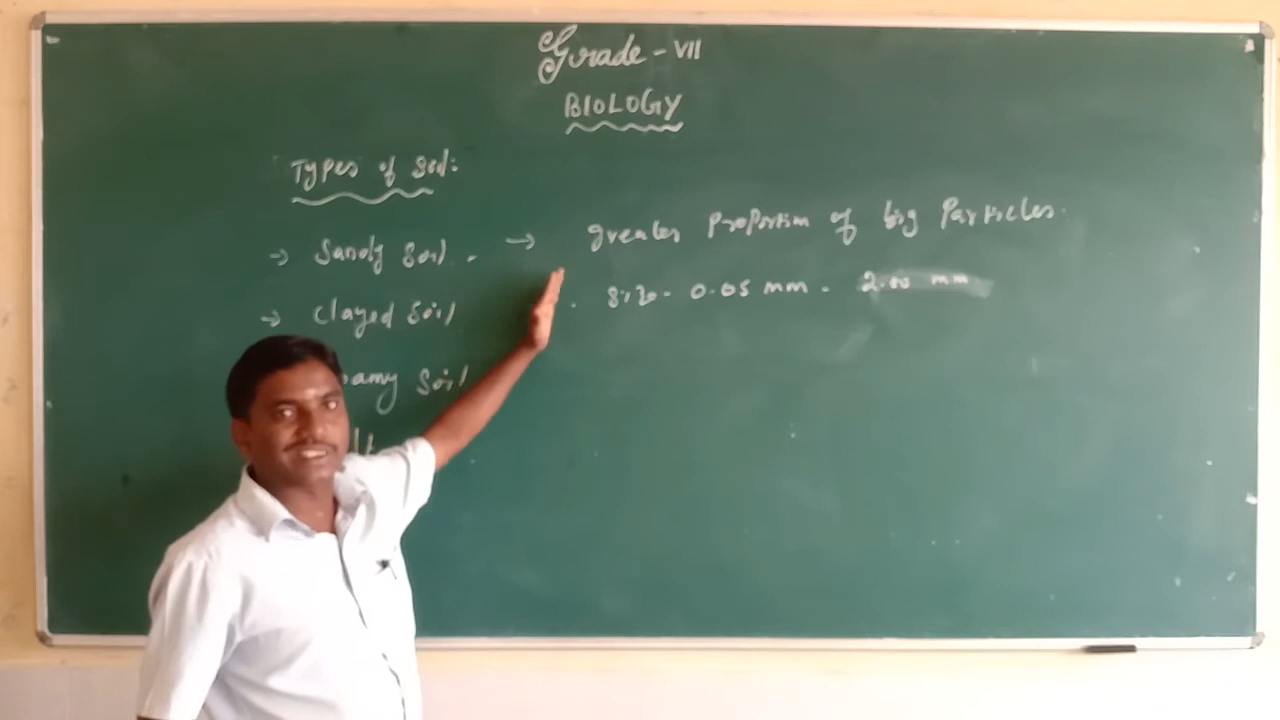 Grade - VII
BIOLOGY
Types of Soil:
→ Sandy Soil. → greater Proportion of big Particles.
. Size- 0.05 mm - 2.00 mm
→ Clayed Soil
oamy Soil